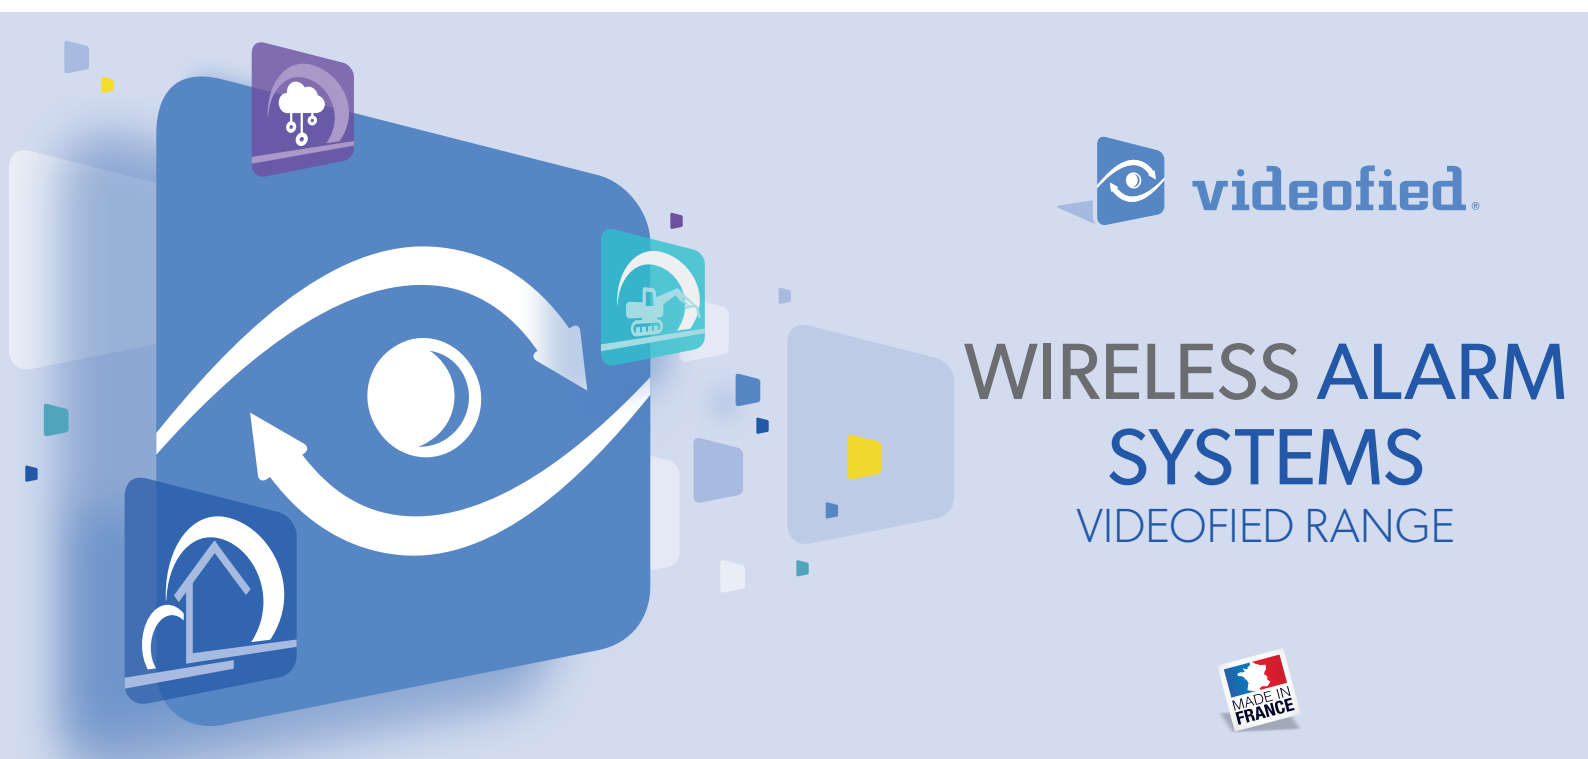 videofied®
WIRELESS ALARM
SYSTEMS
VIDEOFIED RANGE
MADE IN
FRANCE